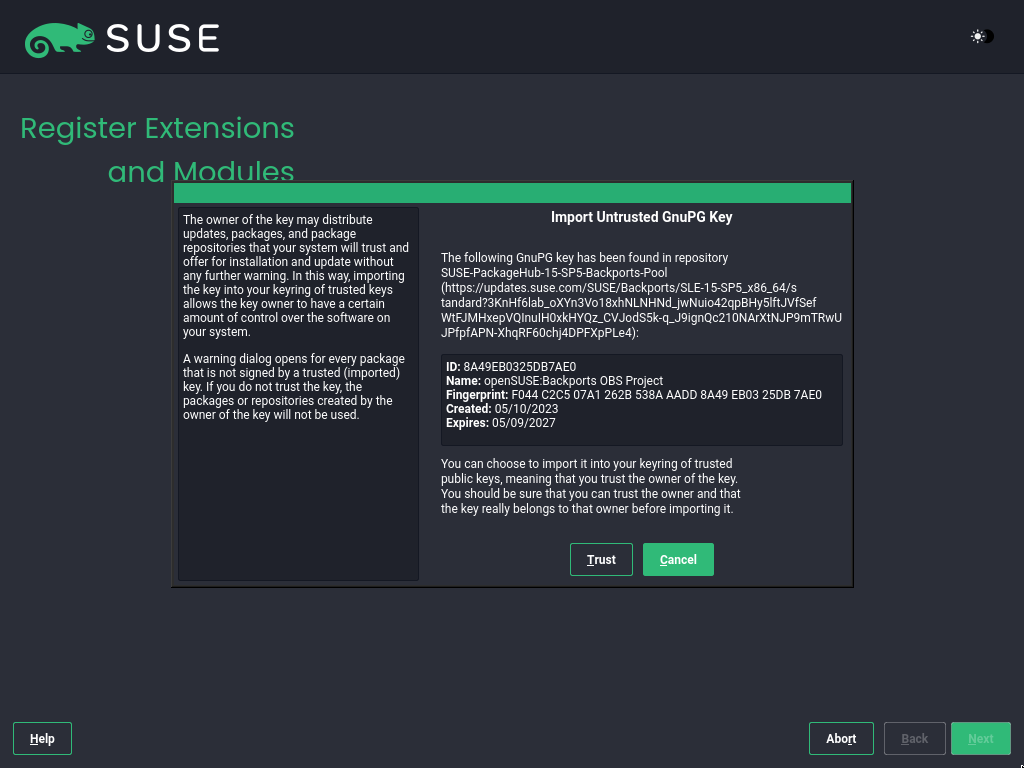 SUSE
Register Extensions
and Modules
The owner of the key may distribute
updates, packages, and package
repositories that your system will trust and
offer for installation and update without
any further warning. In this way, importing
the key into your keyring of trusted keys
allows the key owner to have a certain
amount of control over the software on
your system.
A warning dialog opens for every package
that is not signed by a trusted (imported)
key. If you do not trust the key, the
packages or repositories created by the
owner of the key will not be used.
Import Untrusted GnuPG Key
The following GnuPG key has been found in repository
SUSE-PackageHub-15-SP5-Backports-Pool
(https://updates.suse.com/SUSE/Backports/SLE-15-SP5_x86_64/s
tandard?3KnHf6lab_oXYn3Vo18xhNLNHNd_jwNuio42qpBHy5lftJVfSef
WtFJMHxepVQInuIH0xkHYQz_CVJodS5k-q_J9ignQc210NArXtNJP9mTRwU
JPfpfAPN-XhqRF60chj4DPFXpPLe4):
ID: 8A49EB0325DB7AE0
Name: openSUSE:Backports OBS Project
Fingerprint: F044 C2C5 07A1 262B 538A AADD 8A49 EB03 25DB 7AE0
Created: 05/10/2023
Expires: 05/09/2027
You can choose to import it into your keyring of trusted
public keys, meaning that you trust the owner of the key.
You should be sure that you can trust the owner and that
the key really belongs to that owner before importing it.
Trust
Cancel
Help
Abort
Back
Next